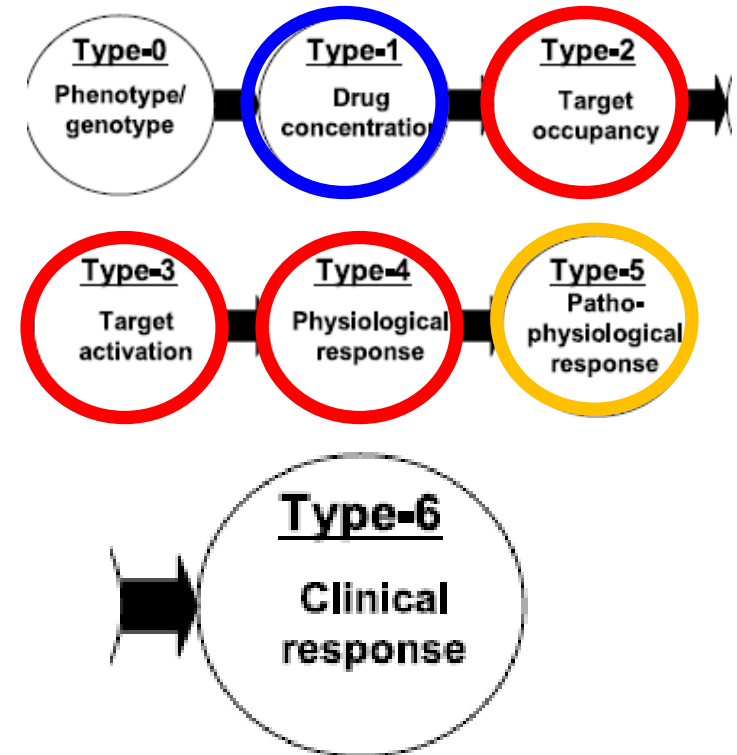 Type-0
Phenotype/
genotype
Type-1
Drug
concentration
Type-2
Target
occupancy
Type-3
Target
activation
Type-4
Physiological
response
Type-5
Patho-
physiological
response
Type-6
Clinical
response